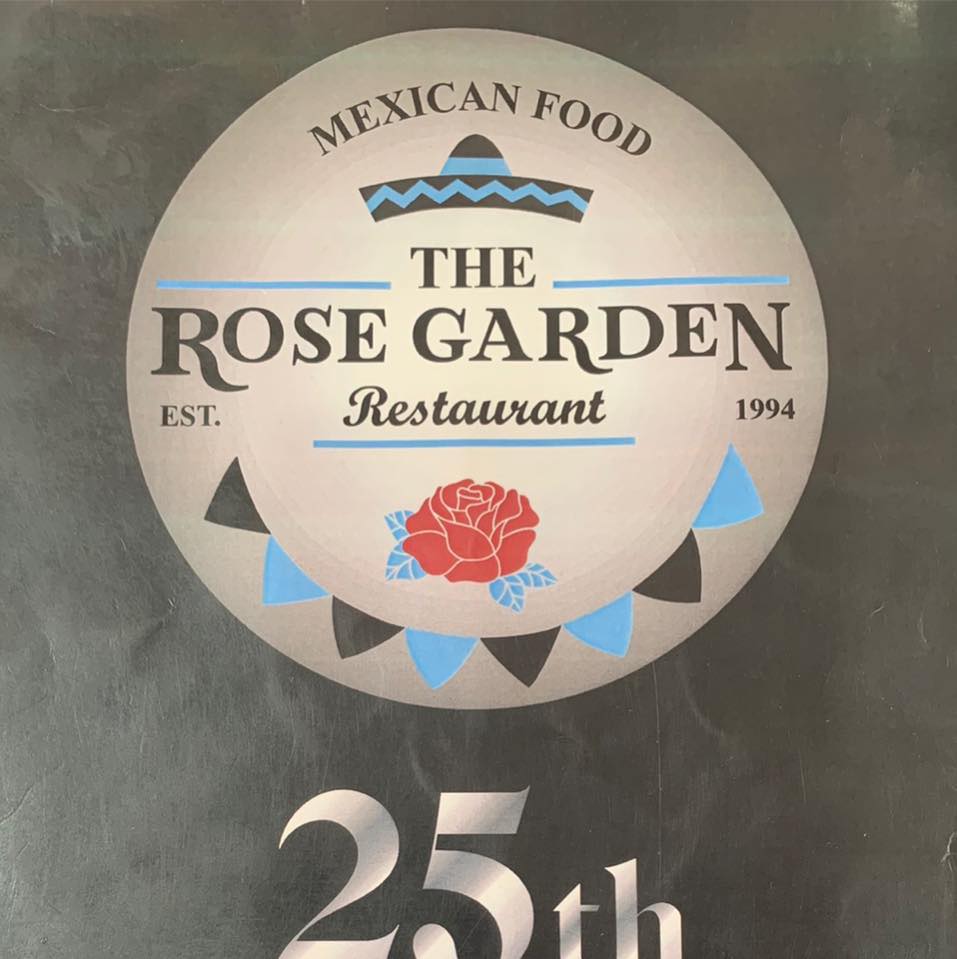 MEXICAN FOOD
THE
ROSE GARDEN
Restaurant
EST. 1994
25th